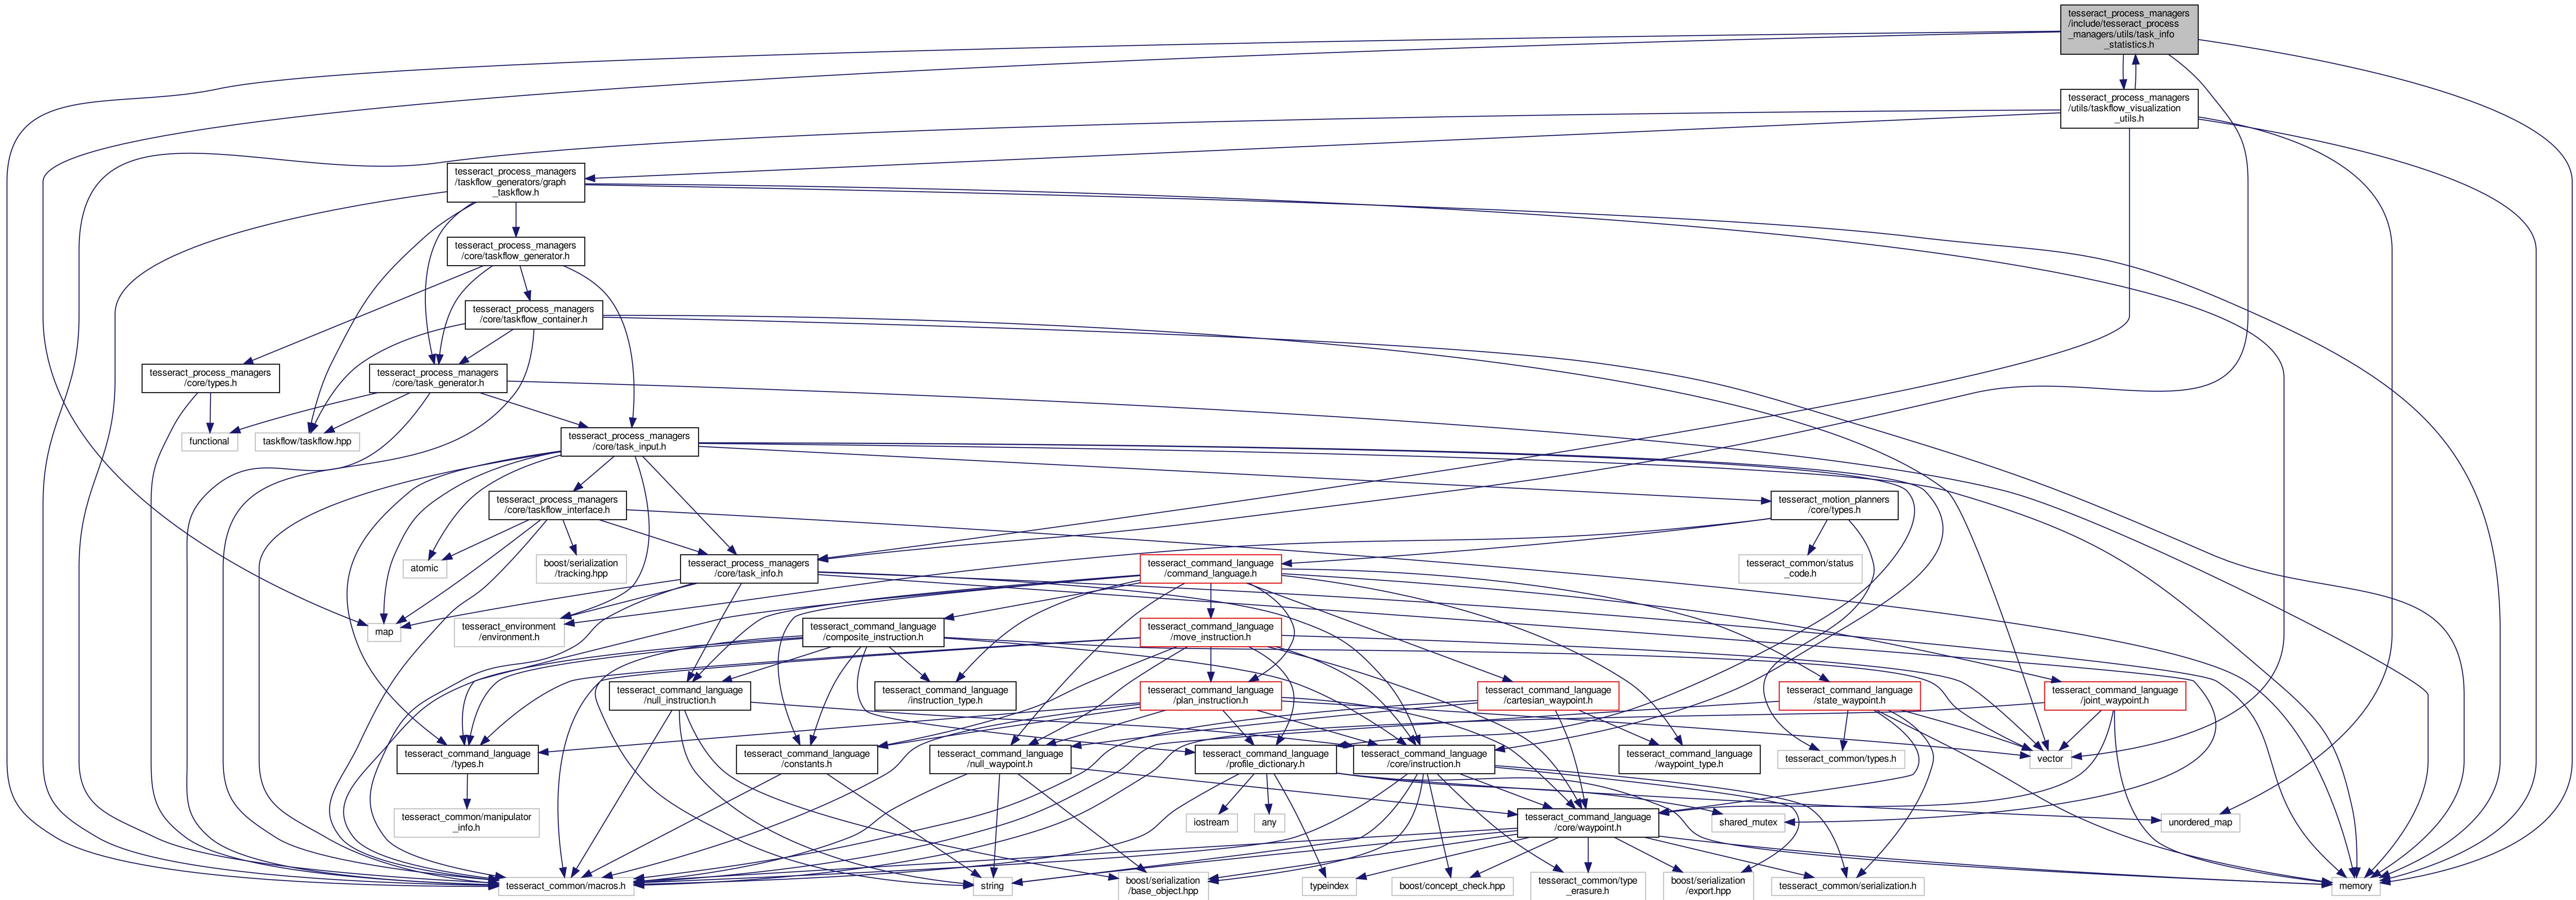 tesseract_process_managers
/include/tesseract_process
_managers/utils/task_info
_statistics.h
tesseract_process_managers
/utils/taskflow_visualization
_utils.h
tesseract_process_managers
/taskflow_generators/graph
_taskflow.h
tesseract_process_managers
/core/taskflow_generator.h
tesseract_process_managers
/core/taskflow_container.h
tesseract_process_managers
/core/types.h
tesseract_process_managers
/core/task_generator.h
functional
taskflow/taskflow.hpp
tesseract_process_managers
/core/task_input.h
tesseract_process_managers
/core/taskflow_interface.h
tesseract_motion_planners
/core/types.h
atomic
boost/serialization
/tracking.hpp
tesseract_process_managers
/core/task_info.h
tesseract_command_language
/command_language.h
tesseract_common/status
_code.h
map
tesseract_environment
/environment.h
tesseract_command_language
/composite_instruction.h
tesseract_command_language
/move_instruction.h
tesseract_command_language
/null_instruction.h
tesseract_command_language
/instruction_type.h
tesseract_command_language
/plan_instruction.h
tesseract_command_language
/cartesian_waypoint.h
tesseract_command_language
/state_waypoint.h
tesseract_command_language
/joint_waypoint.h
tesseract_command_language
/types.h
tesseract_command_language
/constants.h
tesseract_command_language
/null_waypoint.h
tesseract_command_language
/profile_dictionary.h
tesseract_command_language
/core/instruction.h
tesseract_command_language
/waypoint_type.h
tesseract_common/types.h
vector
tesseract_common/manipulator
_info.h
iostream
any
tesseract_command_language
/core/waypoint.h
shared_mutex
unordered_map
tesseract_common/macros.h
string
boost/serialization
/base_object.hpp
typeindex
boost/concept_check.hpp
tesseract_common/type
_erasure.h
boost/serialization
/export.hpp
tesseract_common/serialization.h
memory